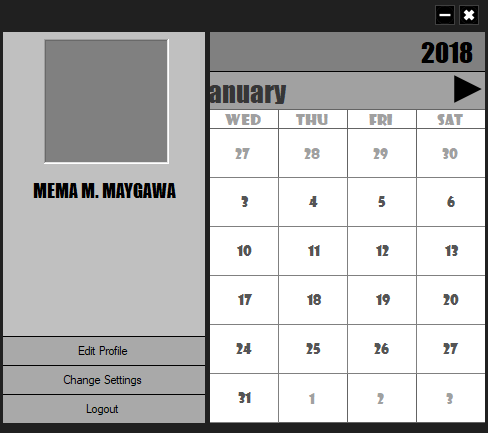 MEMA M. MAYGAWA
Edit Profile
Change Settings
Logout
2018
anuary
WED THU FRI SAT
27 28 29 30
3 4 5 6
10 11 12 13
17 18 19 20
24 25 26 27
31 1 2 3